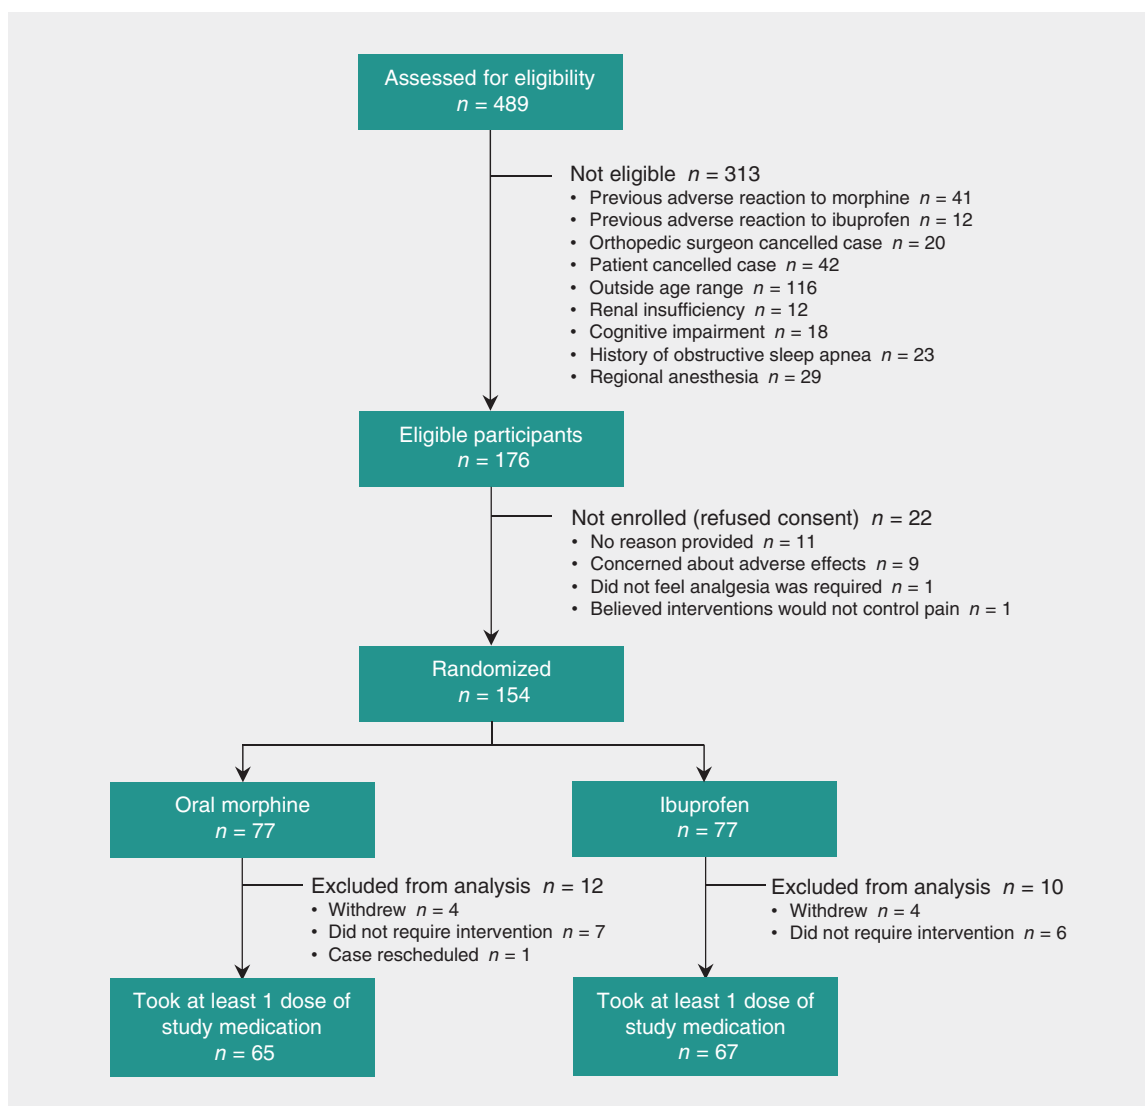 Assessed for eligibility
n = 489
Not eligible n = 313
• Previous adverse reaction to morphine n = 41
• Previous adverse reaction to ibuprofen n = 12
• Orthopedic surgeon cancelled case n = 20
• Patient cancelled case n = 42
• Outside age range n = 116
• Renal insufficiency n = 12
• Cognitive impairment n = 18
• History of obstructive sleep apnea n = 23
• Regional anesthesia n = 29
Eligible participants
n = 176
Not enrolled (refused consent) n = 22
• No reason provided n = 11
• Concerned about adverse effects n = 9
• Did not feel analgesia was required n = 1
• Believed interventions would not control pain n = 1
Randomized
n = 154
Oral morphine
n = 77
Ibuprofen
n = 77
Excluded from analysis n = 12
• Withdrew n = 4
• Did not require intervention n = 7
• Case rescheduled n = 1
Excluded from analysis n = 10
• Withdrew n = 4
• Did not require intervention n = 6
Took at least 1 dose of
study medication
n = 65
Took at least 1 dose of
study medication
n = 67